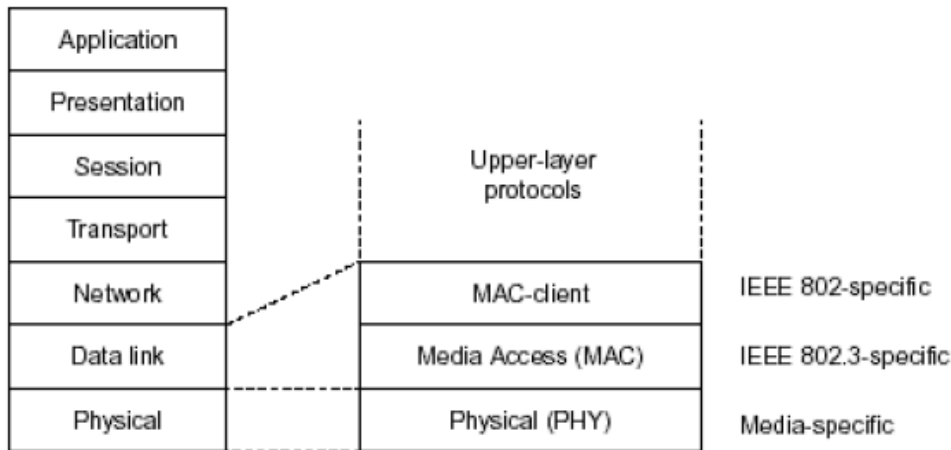 Application
Presentation
Session
Transport
Network
Data link
Physical
Upper-layer
protocols
MAC-client
Media Access (MAC)
Physical (PHY)
IEEE 802-specific
IEEE 802.3-specific
Media-specific